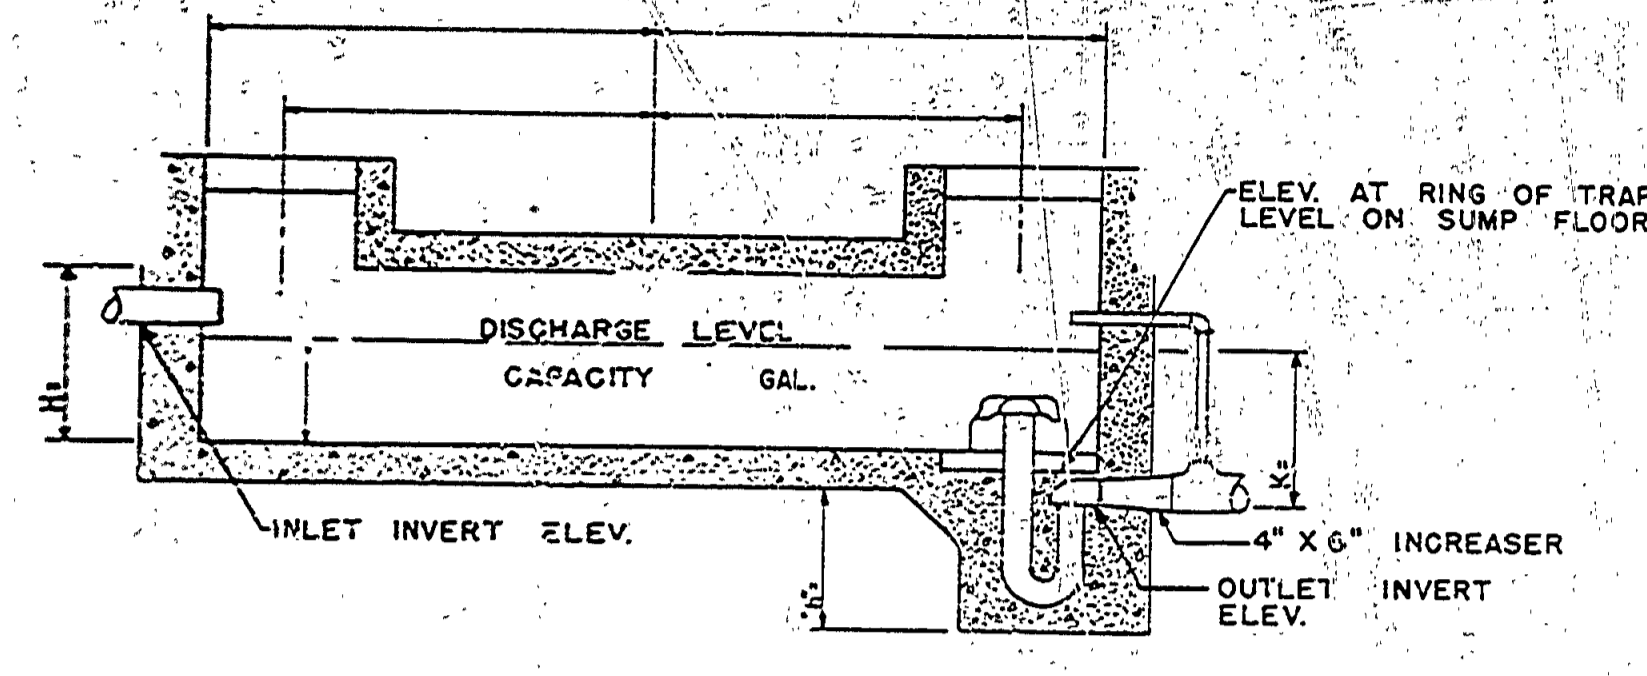 ELEV. AT RING OF TRAP
LEVEL ON SUMP FLOOR
DISCHARGE LEVEL
CAPACITY GAL.
H=
K=
INLET INVERT ELEV.
4" X 6" INCREASER
"h"=
OUTLET INVERT
ELEV.